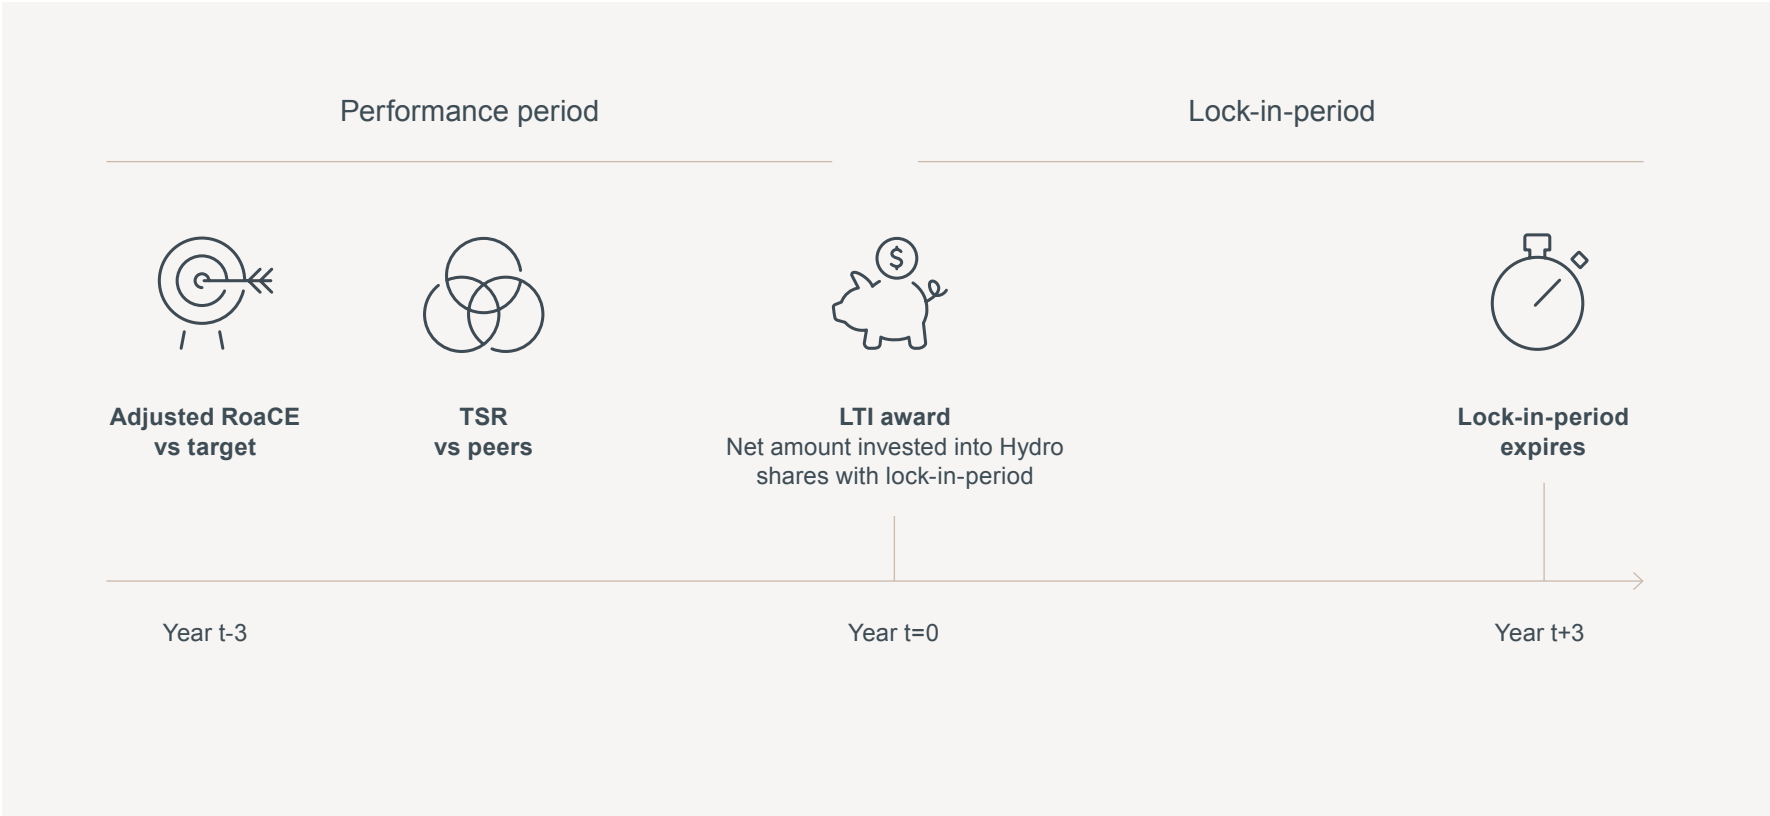 Performance period
Lock-in-period
$
Adjusted RoaCE
vs target
TSR
vs peers
LTI award
Net amount invested into Hydro
shares with lock-in-period
Lock-in-period
expires
Year t-3
Year t=0
Year t+3